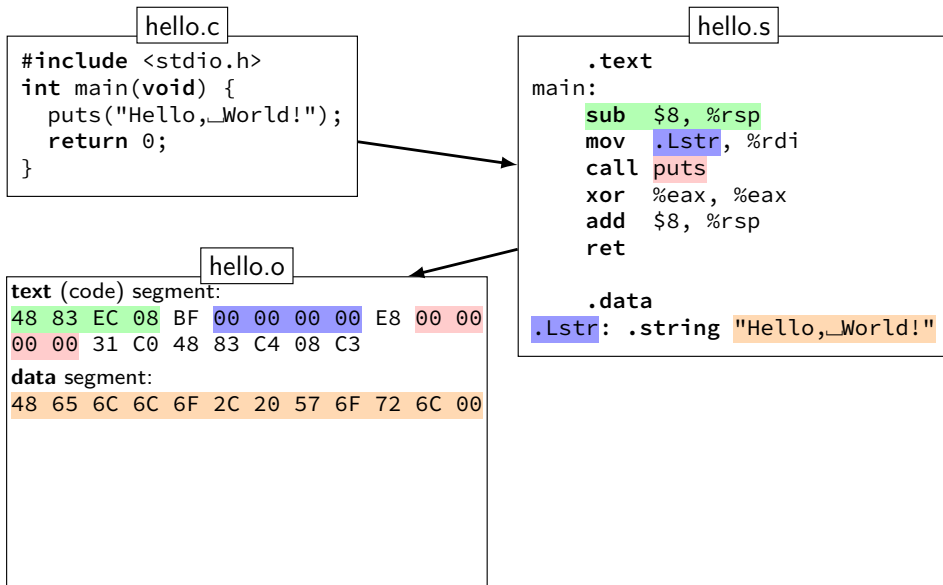 hello.c
#include <stdio.h>
int main(void) {
  puts("Hello,␣World!");
  return 0;
}
hello.s
    .text
main:
    sub  $8, %rsp
    mov  .Lstr, %rdi
    call puts
    xor  %eax, %eax
    add  $8, %rsp
    ret
    .data
.Lstr: .string "Hello,␣World!"
hello.o
text (code) segment:
48 83 EC 08 BF 00 00 00 00 E8 00 00
00 00 31 C0 48 83 C4 08 C3
data segment:
48 65 6C 6C 6F 2C 20 57 6F 72 6C 00